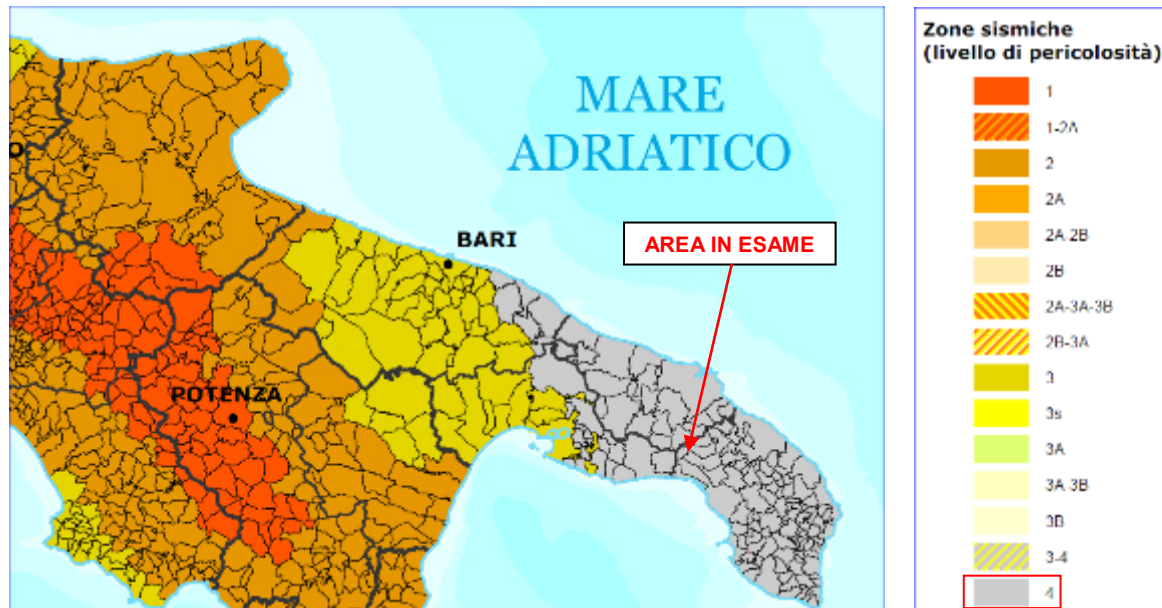 MARE
ADRIATICO
BARI
AREA IN ESAME
POTENZA
O
Zone sismiche
(livello di pericolosità)
1
1-2A
2
2A
2A-2B
2B
2A-3A-3B
2B-3A
3
3s
3A
3A-3B
3B
3-4
4